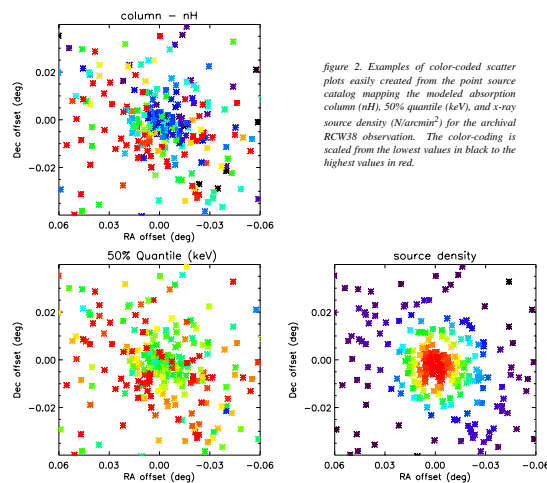 column - nH
0.02
0.00
-0.02
Dec offset (deg)
0.06 0.03 0.00 -0.03 -0.06
RA offset (deg)
figure 2. Examples of color-coded scatter
plots easily created from the point source
catalog mapping the modeled absorption
column (nH), 50% quantile (keV), and x-ray
source density (N/arcmin²) for the archival
RCW38 observation. The color-coding is
scaled from the lowest values in black to the
highest values in red.
50% Quantile (keV)
0.02
0.00
-0.02
Dec offset (deg)
0.06 0.03 0.00 -0.03 -0.06
RA offset (deg)
source density
0.02
0.00
-0.02
Dec offset (deg)
0.06 0.03 0.00 -0.03 -0.06
RA offset (deg)